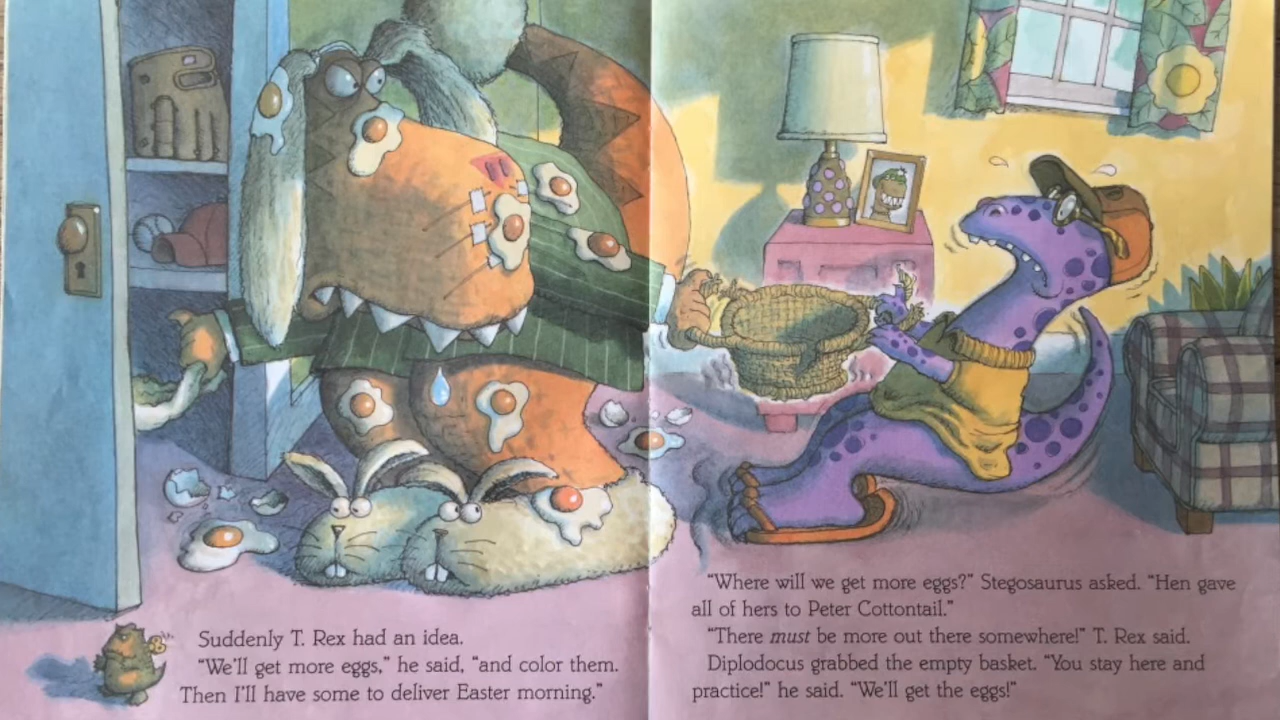 Suddenly T. Rex had an idea.
“We’ll get more eggs,” he said, “and color them.
Then I’ll have some to deliver Easter morning.”
“Where will we get more eggs?” Stegosaurus asked. “Hen gave
all of hers to Peter Cottontail.”
“There must be more out there somewhere!” T. Rex said.
Diplodocus grabbed the empty basket. “You stay here and
practice!” he said. “We’ll get the eggs!”